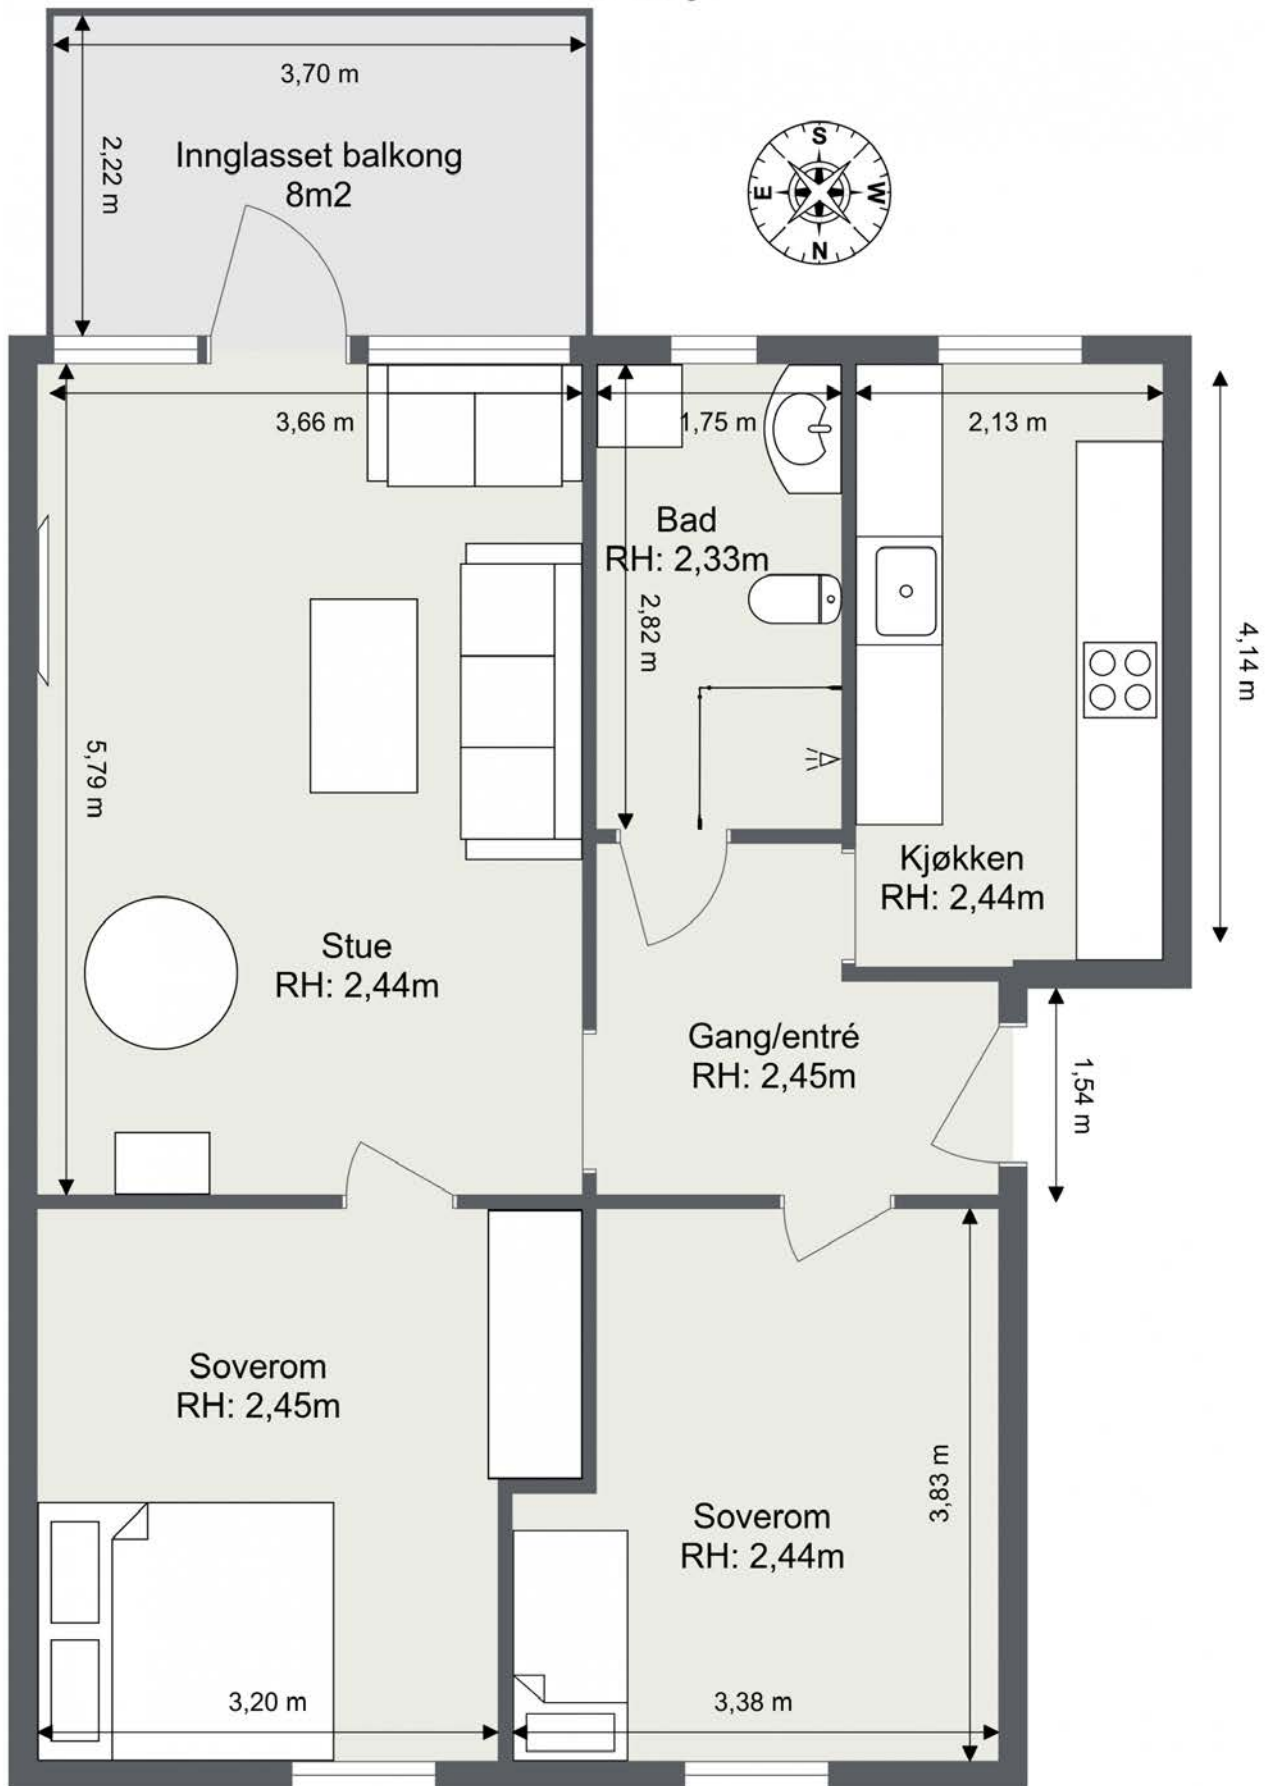 3,70 m
2,22 m
Innglasset balkong
8m2
S
E
W
N
3,66 m
1,75 m
2,13 m
Bad
RH: 2,33m
2,82 m
4,14 m
5,79 m
Kjøkken
RH: 2,44m
Stue
RH: 2,44m
Gang/entré
RH: 2,45m
1,54 m
Soverom
RH: 2,45m
3,83 m
Soverom
RH: 2,44m
3,20 m
3,38 m